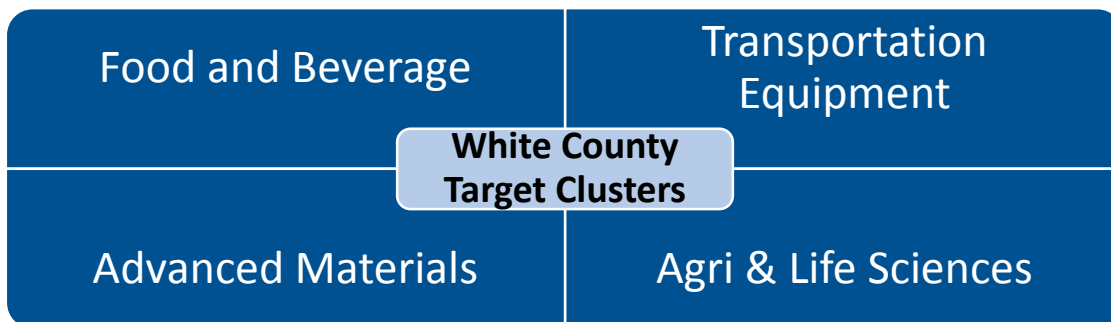 Food and Beverage
Transportation
Equipment
White County
Target Clusters
Advanced Materials
Agri & Life Sciences